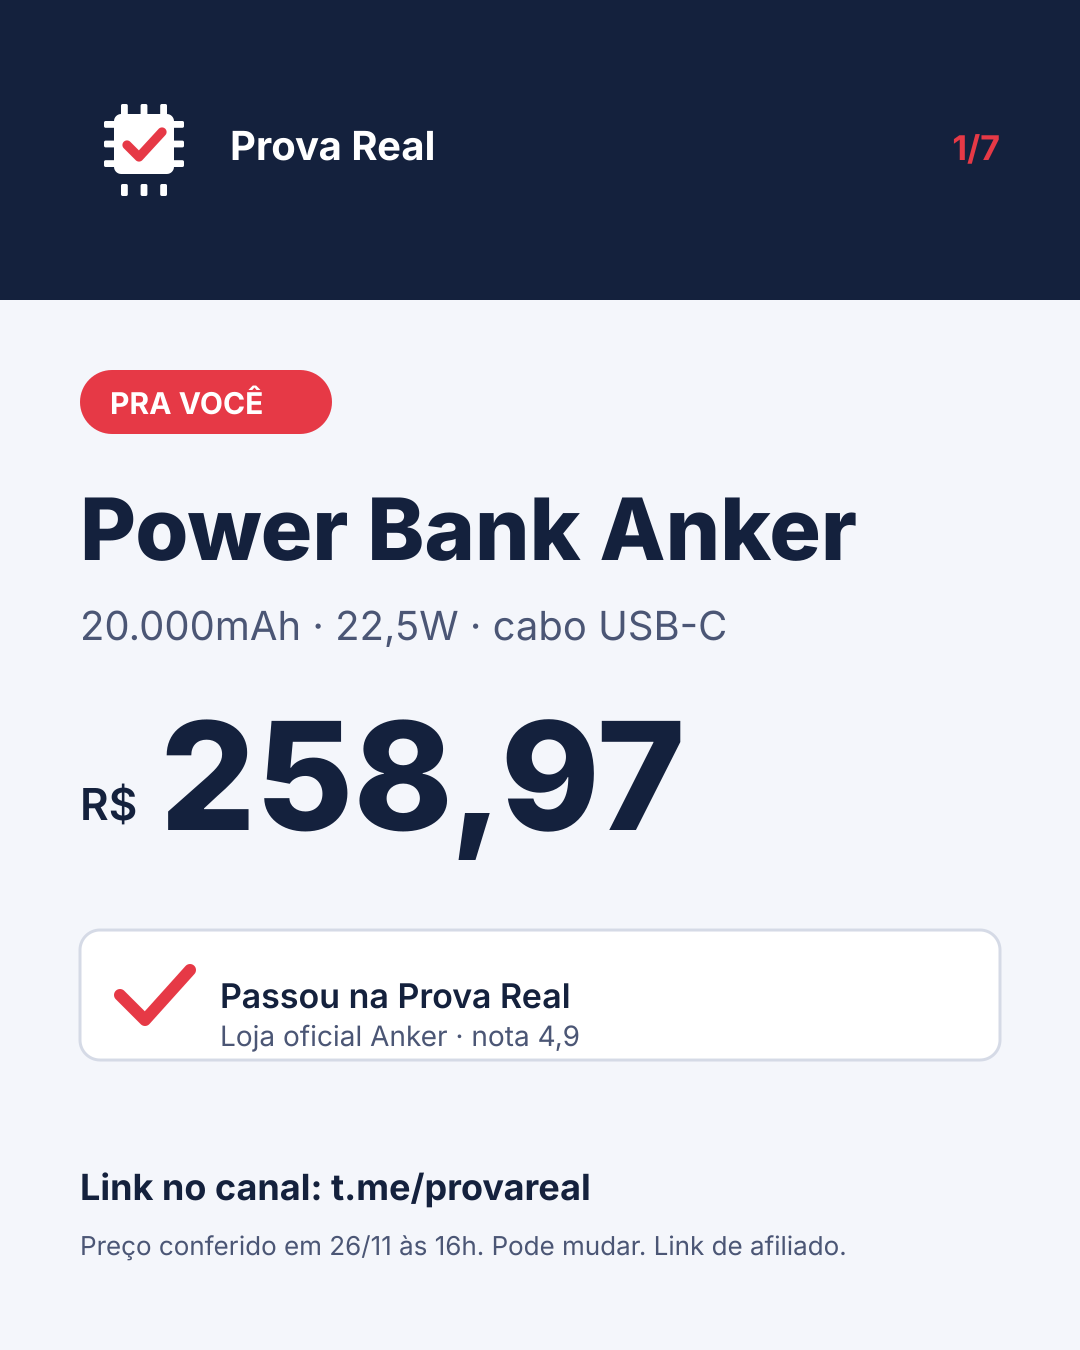 Prova Real
1/7
PRA VOCÊ
Power Bank Anker
20.000mAh · 22,5W · cabo USB-C
R$ 258,97
Passou na Prova Real
Loja oficial Anker · nota 4,9
Link no canal: t.me/provareal
Preço conferido em 26/11 às 16h. Pode mudar. Link de afiliado.